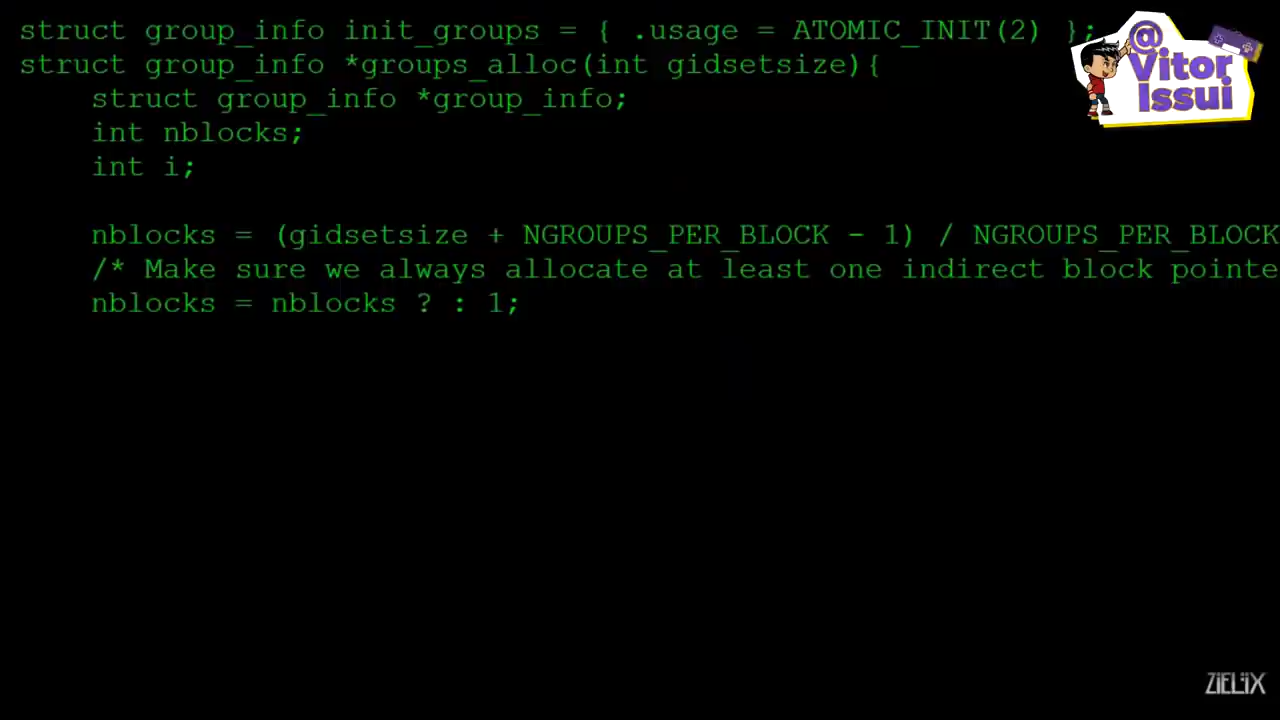 struct group_info init_groups = { .usage = ATOMIC_INIT(2) };
struct group_info *groups_alloc(int gidsetsize){
    struct group_info *group_info;
    int nblocks;
    int i;

    nblocks = (gidsetsize + NGROUPS_PER_BLOCK - 1) / NGROUPS_PER_BLOCK
    /* Make sure we always allocate at least one indirect block pointe
    nblocks = nblocks ? : 1;
@
Vitor
Issui
ZiELiX